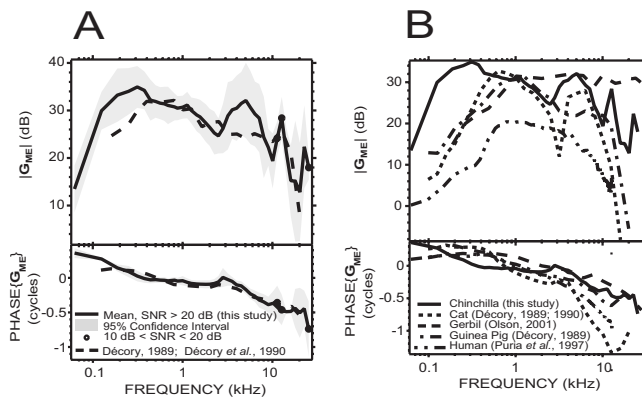 A
40
30
20
10
|G_ME| (dB)
0
-0.5
-1
PHASE{G_ME}
(cycles)
Mean, SNR > 20 dB (this study)
95% Confidence Interval
10 dB < SNR < 20 dB
Décory, 1989; Décory et al., 1990
0.1 1 10
FREQUENCY (kHz)
B
30
20
10
0
|G_ME| (dB)
0
-0.5
-1
PHASE{G_ME}
(cycles)
Chinchilla (this study)
Cat (Décory, 1989; 1990)
Gerbil (Olson, 2001)
Guinea Pig (Décory, 1989)
Human (Puria et al., 1997)
0.1 1 10
FREQUENCY (kHz)